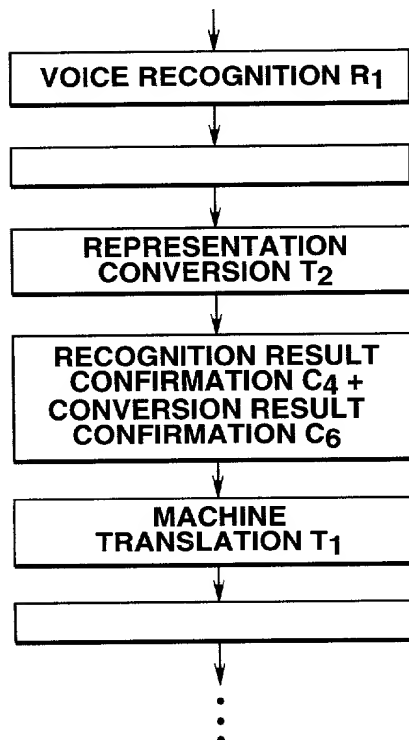 VOICE RECOGNITION R1
REPRESENTATION
CONVERSION T2
RECOGNITION RESULT
CONFIRMATION C4 +
CONVERSION RESULT
CONFIRMATION C6
MACHINE
TRANSLATION T1